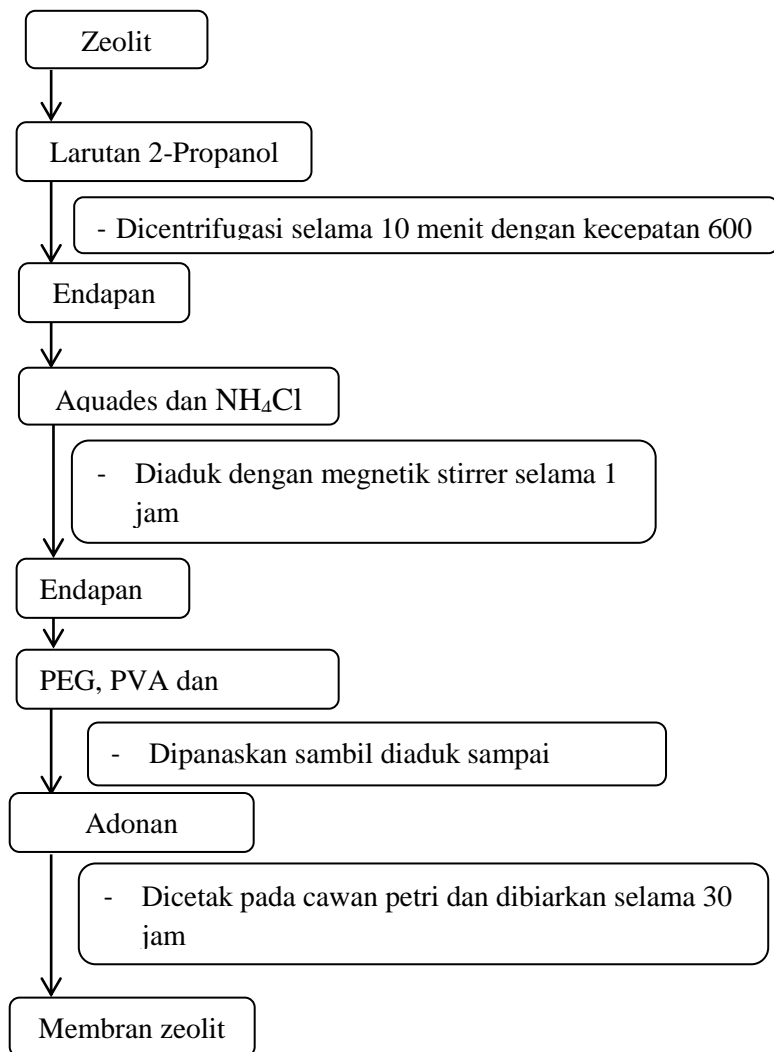 Zeolit
Larutan 2-Propanol
- Dicentrifugasi selama 10 menit dengan kecepatan 600
Endapan
Aquades dan NH₄Cl
- Diaduk dengan megnetik stirrer selama 1
jam
Endapan
PEG, PVA dan
- Dipanaskan sambil diaduk sampai
Adonan
- Dicetak pada cawan petri dan dibiarkan selama 30
jam
Membran zeolit